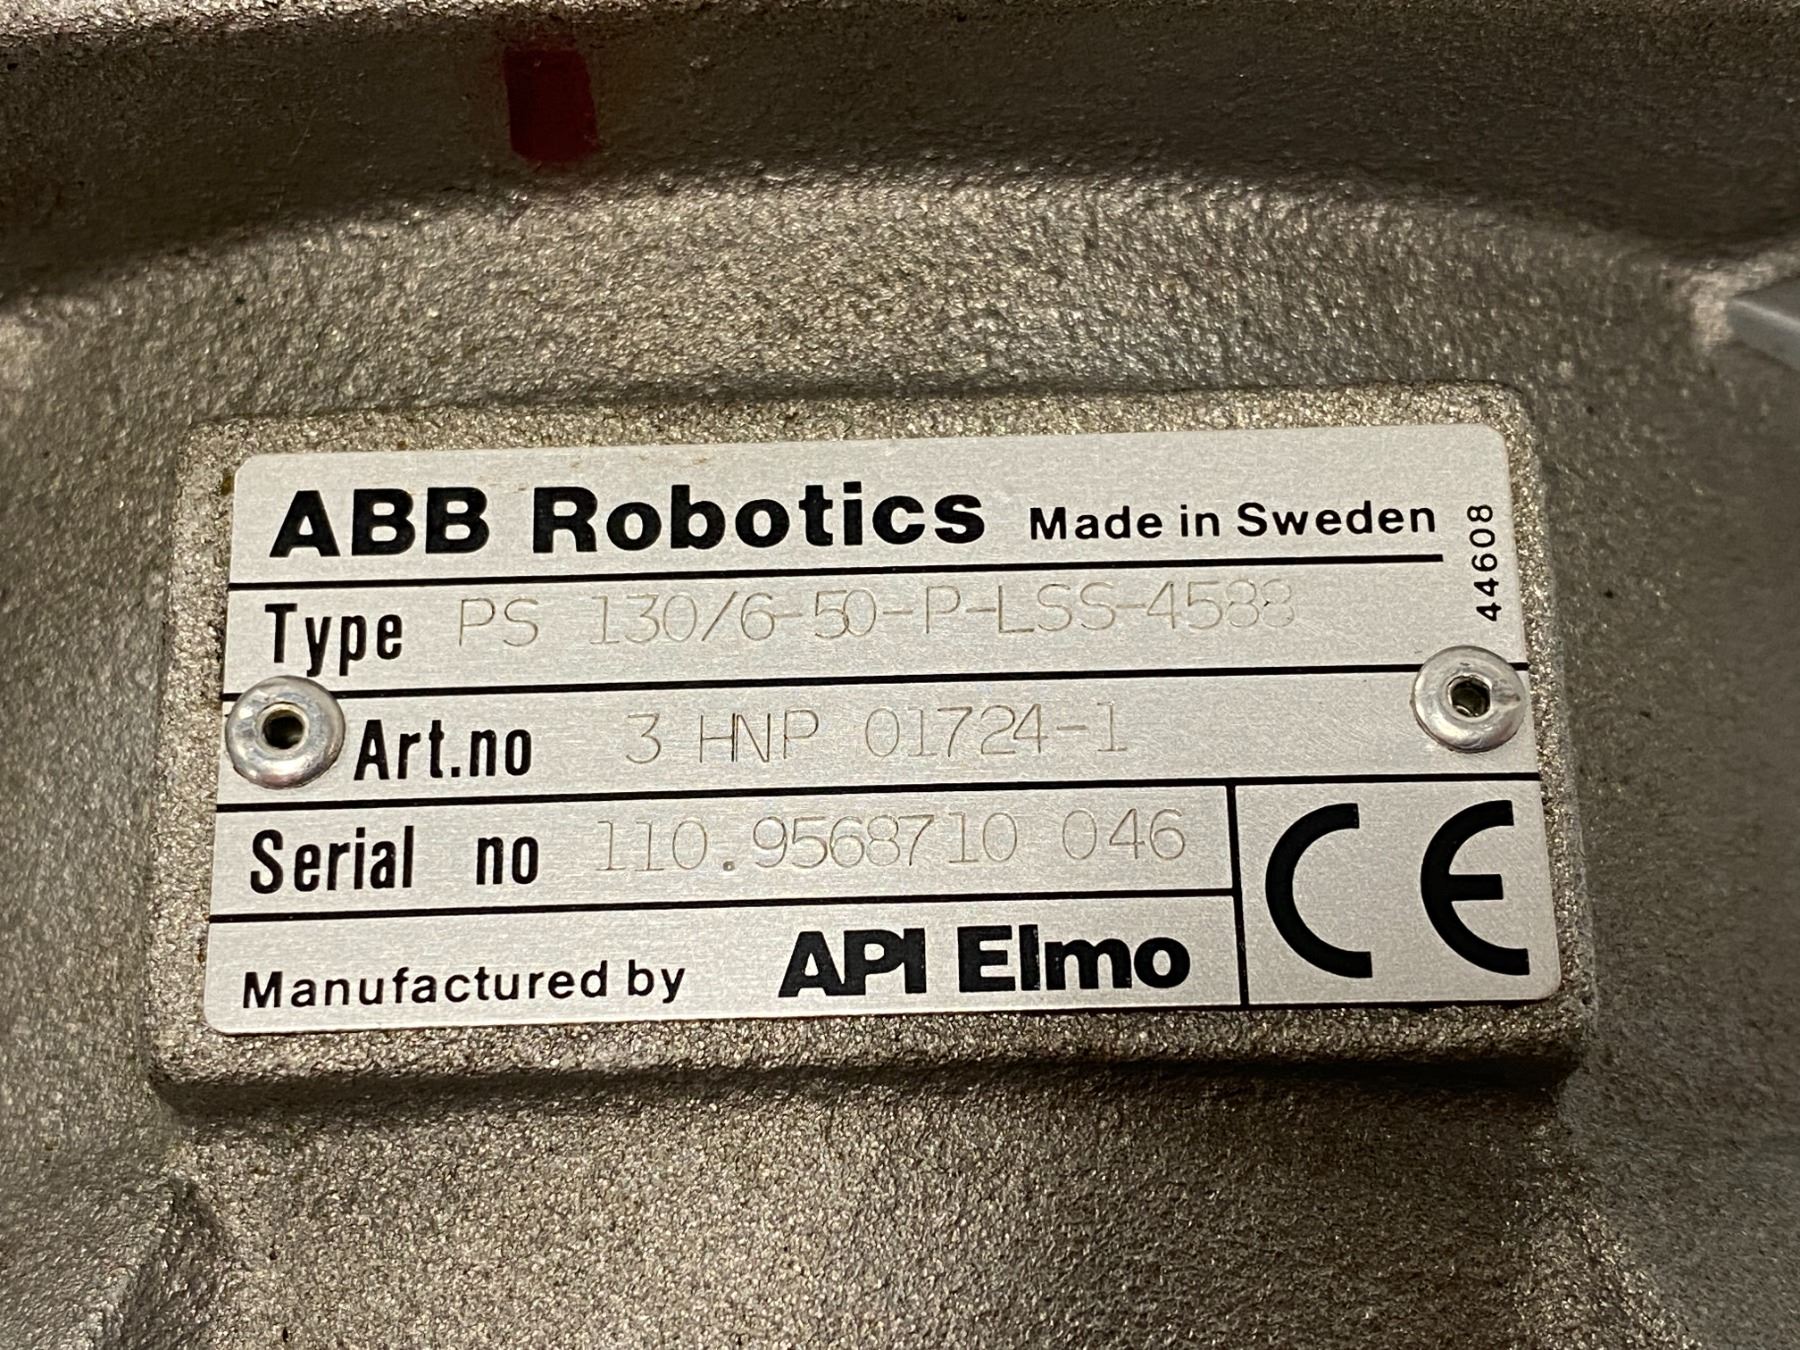 ABB Robotics Made in Sweden
44608
Type PS 130/6-50-P-LSS-4588
Art.no 3 HNP 01724-1
Serial no 110.9568710 046
Manufactured by API Elmo
CE